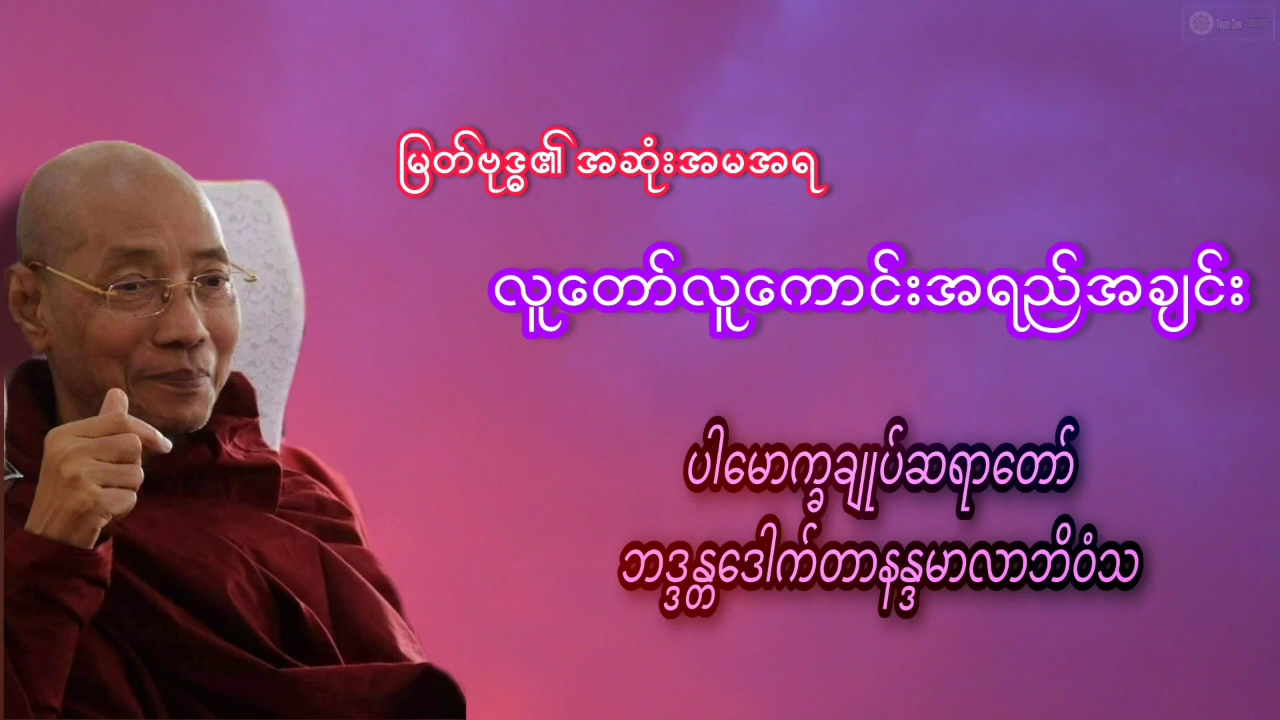 မြတ်ဗုဒ္ဓ၏ အဆုံးအမအရ
လူတော်လူကောင်းအရည်အချင်း
ပါမောက္ခချုပ်ဆရာတော်
ဘဒ္ဒန္တဒေါက်တာနန္ဒမာလာဘိဝံသ